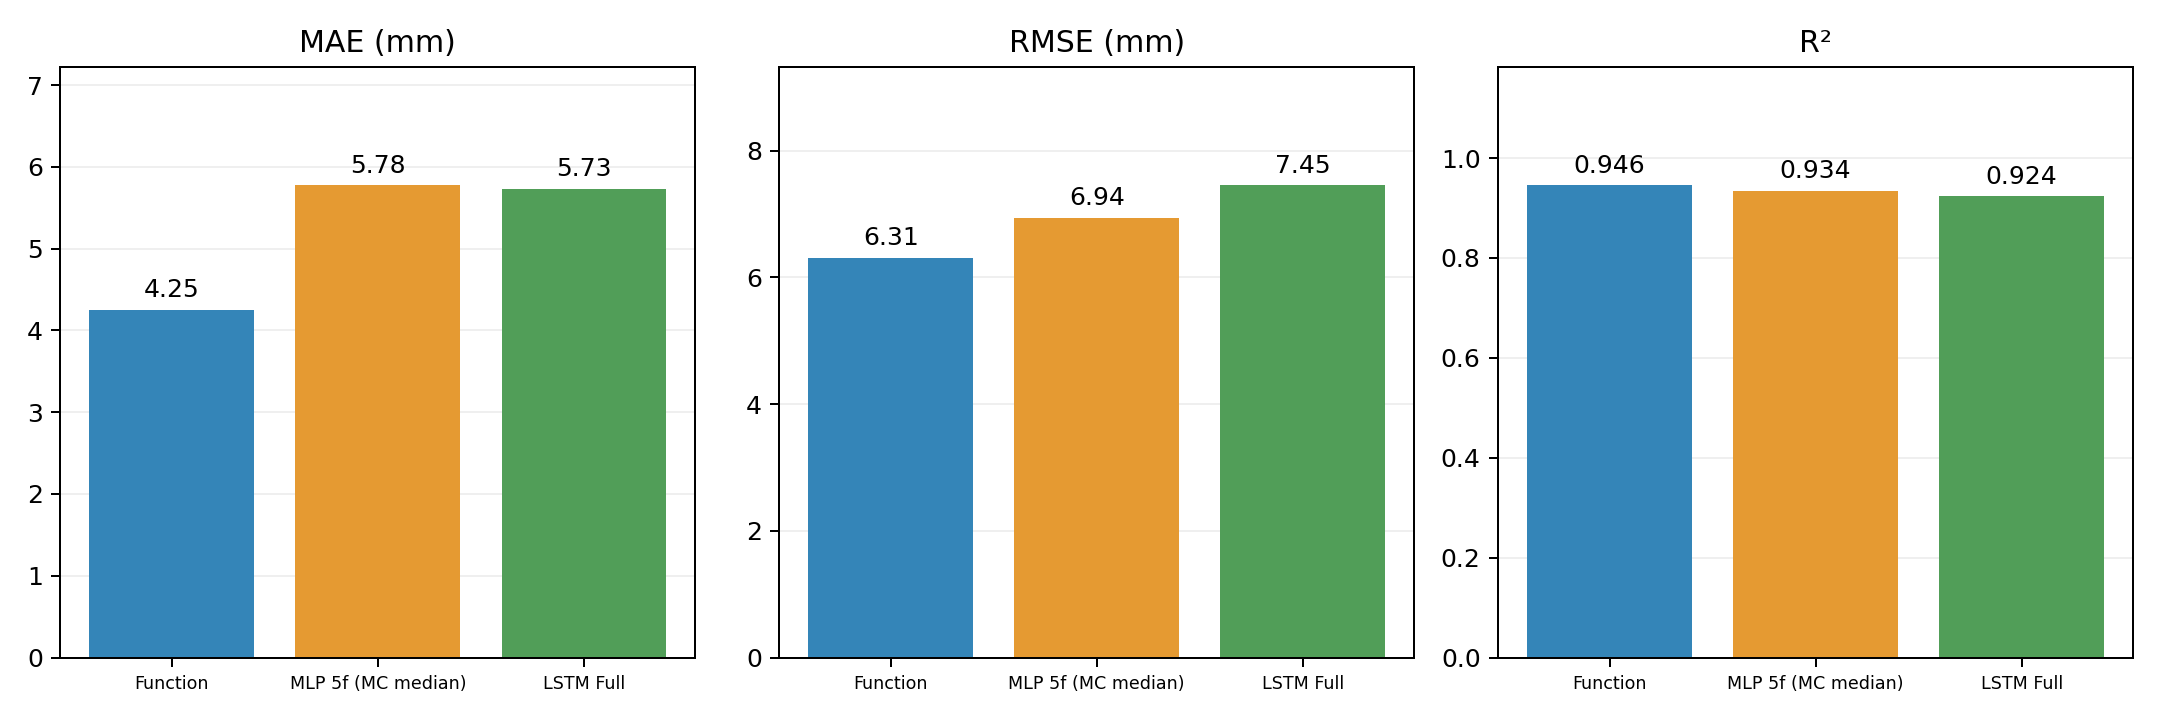 MAE (mm)
7
6
5
4
3
2
1
0
4.25
5.78
5.73
Function
MLP 5f (MC median)
LSTM Full
RMSE (mm)
8
6
4
2
0
6.31
6.94
7.45
Function
MLP 5f (MC median)
LSTM Full
R²
1.0
0.8
0.6
0.4
0.2
0.0
0.946
0.934
0.924
Function
MLP 5f (MC median)
LSTM Full